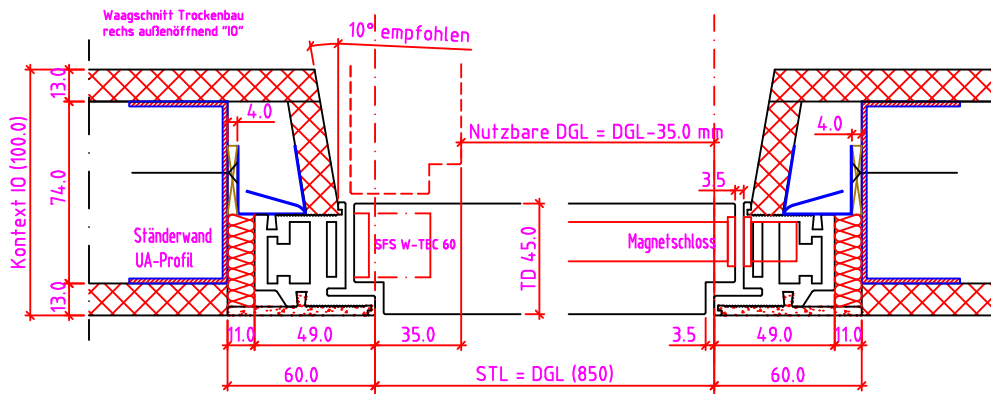 Waagschnitt Trockenbau
rechs außenöffnend "IO"
10° empfohlen
13.0
4.0
Nutzbare DGL = DGL-35.0 mm
4.0
Kontext IO (100.0)
74.0
3.5
Ständerwand
UA-Profil
SFS W-TEC 60
TD 45.0
Magnetschloss
13.0
11.0
49.0
35.0
3.5
49.0
11.0
60.0
STL = DGL (850)
60.0